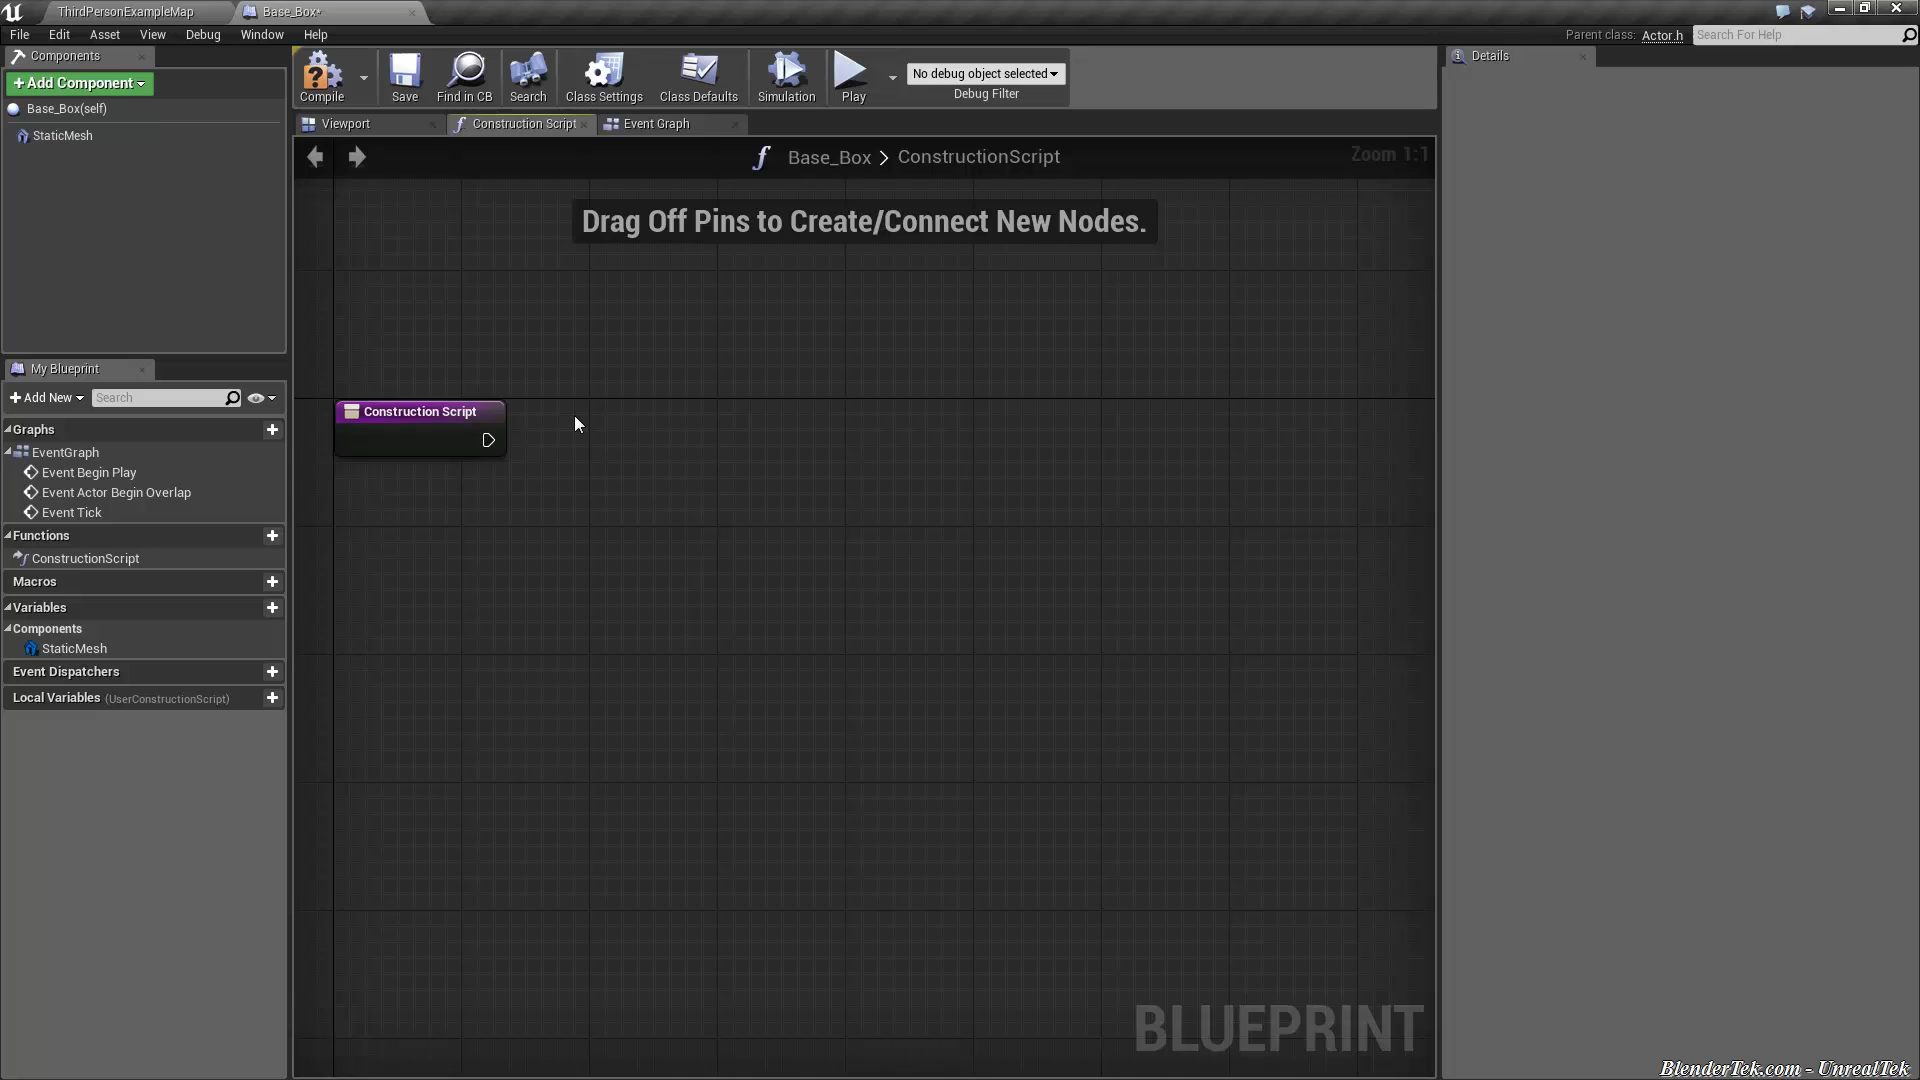 ThirdPersonExampleMap
Base_Box*
File Edit Asset View Debug Window Help
Parent class: Actor.h
Search For Help
Components
+Add Component
Base_Box(self)
StaticMesh
Compile
Save
Find in CB
Search
Class Settings
Class Defaults
Simulation
Play
No debug object selected
Debug Filter
Details
Viewport
Construction Script
Event Graph
Base_Box > ConstructionScript
Zoom 1:1
Drag Off Pins to Create/Connect New Nodes.
My Blueprint
+Add New
Search
Graphs
EventGraph
Event Begin Play
Event Actor Begin Overlap
Event Tick
Functions
ConstructionScript
Macros
Variables
Components
StaticMesh
Event Dispatchers
Local Variables (UserConstructionScript)
Construction Script
BLUEPRINT
BlenderTek.com - UnrealTek